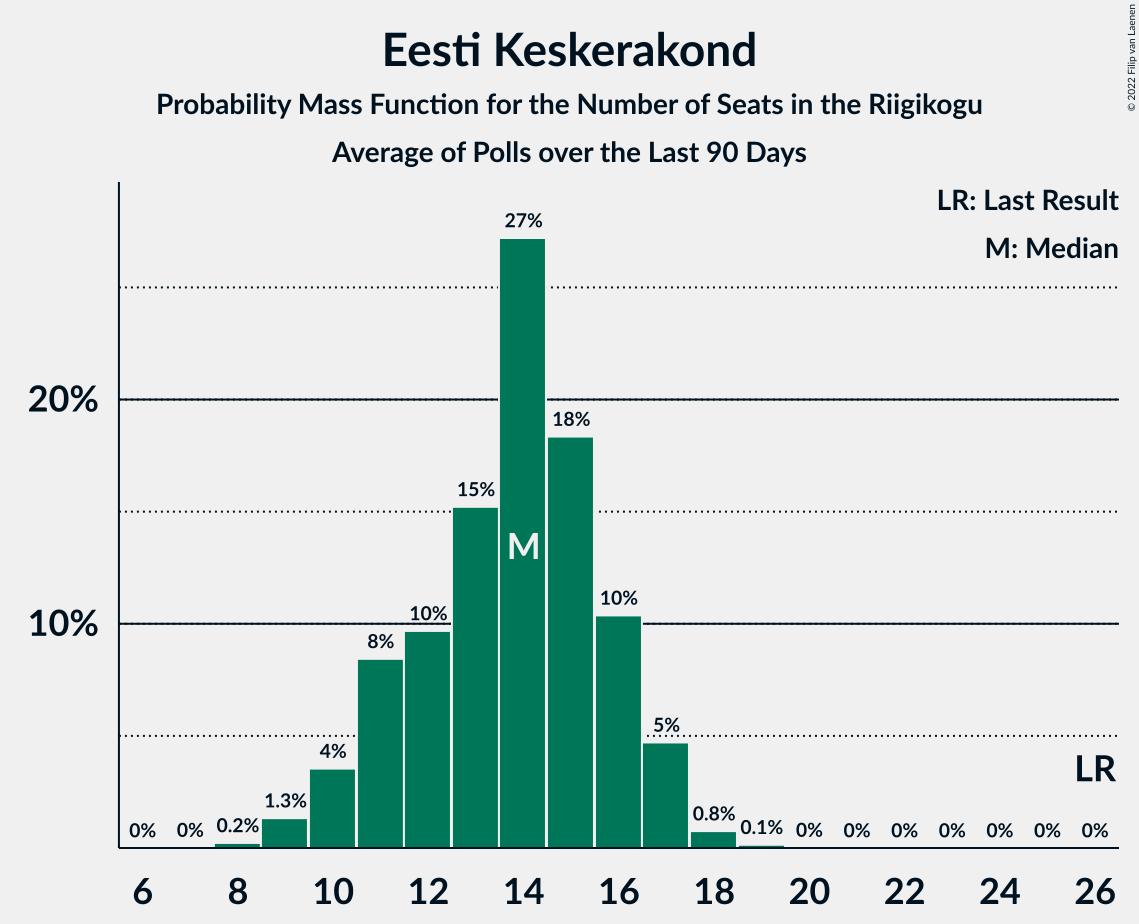 Eesti Keskerakond
Probability Mass Function for the Number of Seats in the Riigikogu
Average of Polls over the Last 90 Days
© 2022 Filip van Laenen
LR: Last Result
M: Median
27%
20%
18%
15%
M
10%
10%
10%
8%
5%
4%
LR
1.3%
0% 0% 0.2% 0.8% 0.1% 0% 0% 0% 0% 0% 0% 0%
6 8 10 12 14 16 18 20 22 24 26